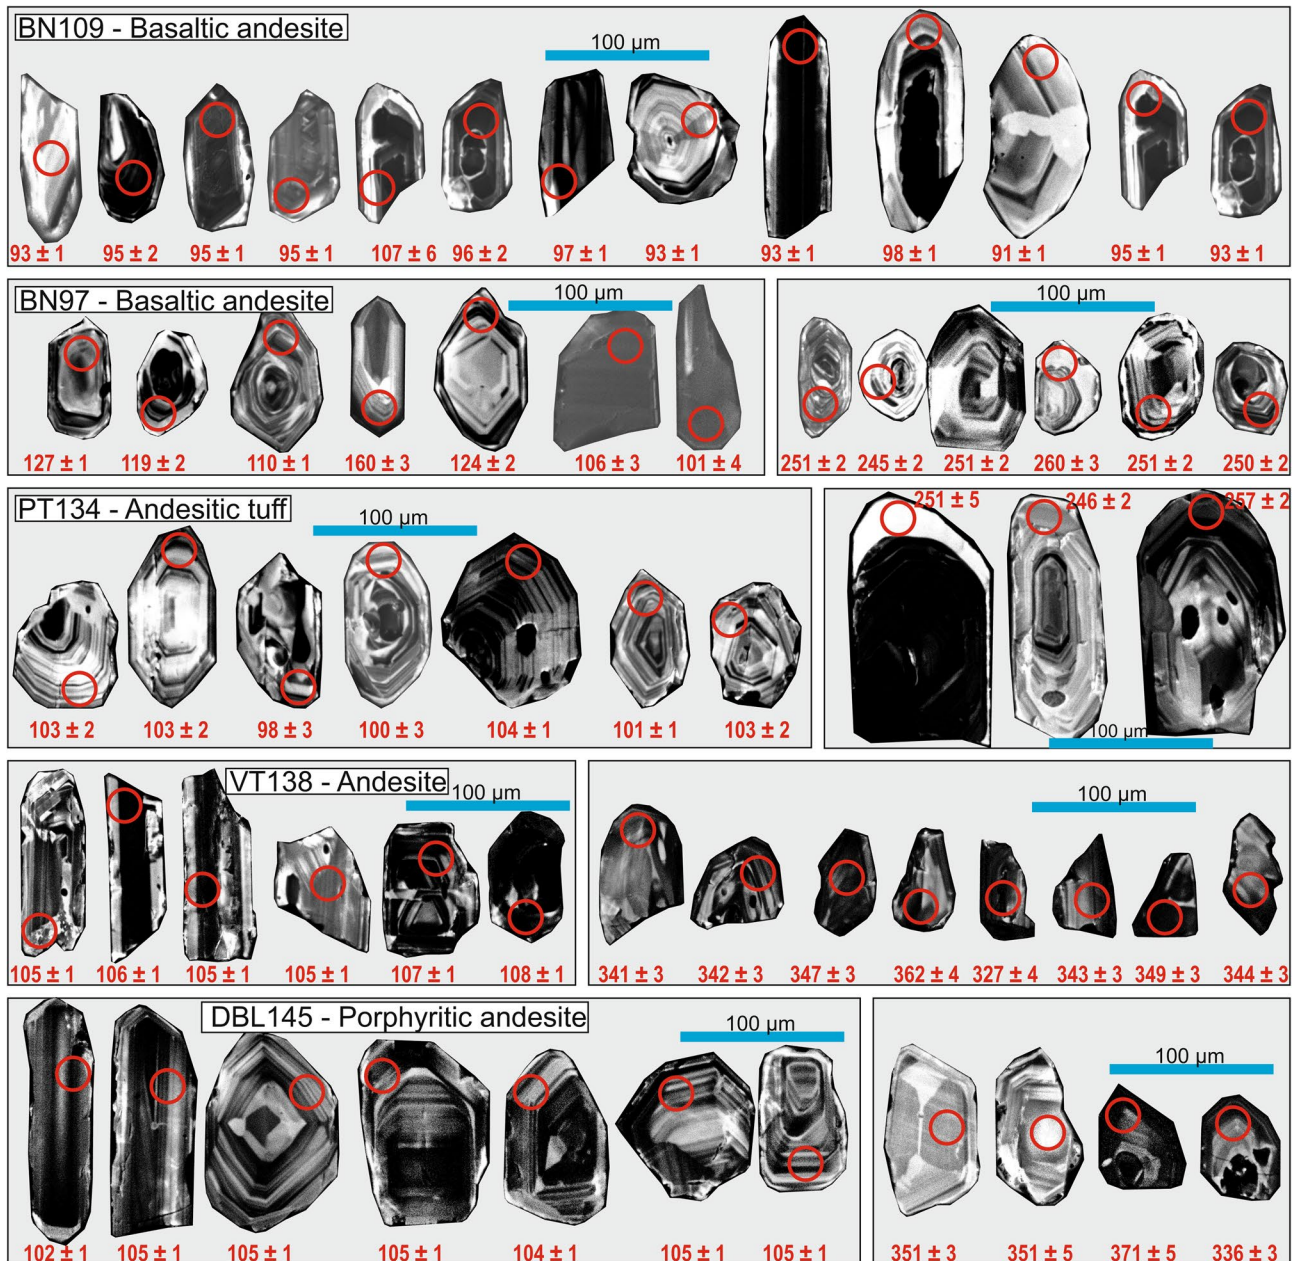 BN109 - Basaltic andesite
100 µm
93 ± 1 95 ± 2 95 ± 1 95 ± 1 107 ± 6 96 ± 2 97 ± 1 93 ± 1 93 ± 1 98 ± 1 91 ± 1 95 ± 1 93 ± 1
BN97 - Basaltic andesite
100 µm
127 ± 1 119 ± 2 110 ± 1 160 ± 3 124 ± 2 106 ± 3 101 ± 4
100 µm
251 ± 2 245 ± 2 251 ± 2 260 ± 3 251 ± 2 250 ± 2
PT134 - Andesitic tuff
100 µm
103 ± 2 103 ± 2 98 ± 3 100 ± 3 104 ± 1 101 ± 1 103 ± 2
251 ± 5 246 ± 2 257 ± 2
100 µm
VT138 - Andesite
100 µm
105 ± 1 106 ± 1 105 ± 1 105 ± 1 107 ± 1 108 ± 1
100 µm
341 ± 3 342 ± 3 347 ± 3 362 ± 4 327 ± 4 343 ± 3 349 ± 3 344 ± 3
DBL145 - Porphyritic andesite
100 µm
102 ± 1 105 ± 1 105 ± 1 105 ± 1 104 ± 1 105 ± 1 105 ± 1
100 µm
351 ± 3 351 ± 5 371 ± 5 336 ± 3